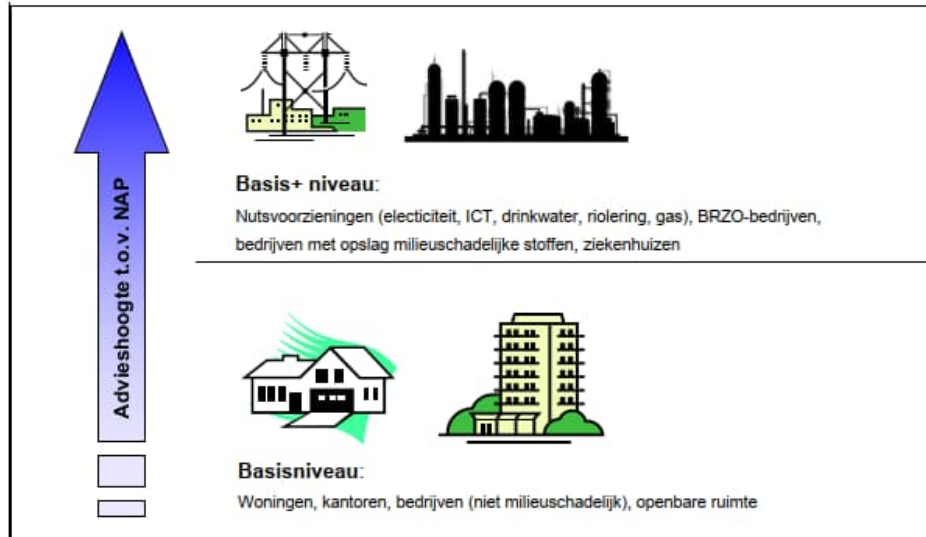 Advieshoogte t.o.v. NAP
Basis+ niveau:
Nutsvoorzieningen (electiciteit, ICT, drinkwater, riolering, gas), BRZO-bedrijven,
bedrijven met opslag milieuschadelijke stoffen, ziekenhuizen
Basisniveau:
Woningen, kantoren, bedrijven (niet milieuschadelijk), openbare ruimte